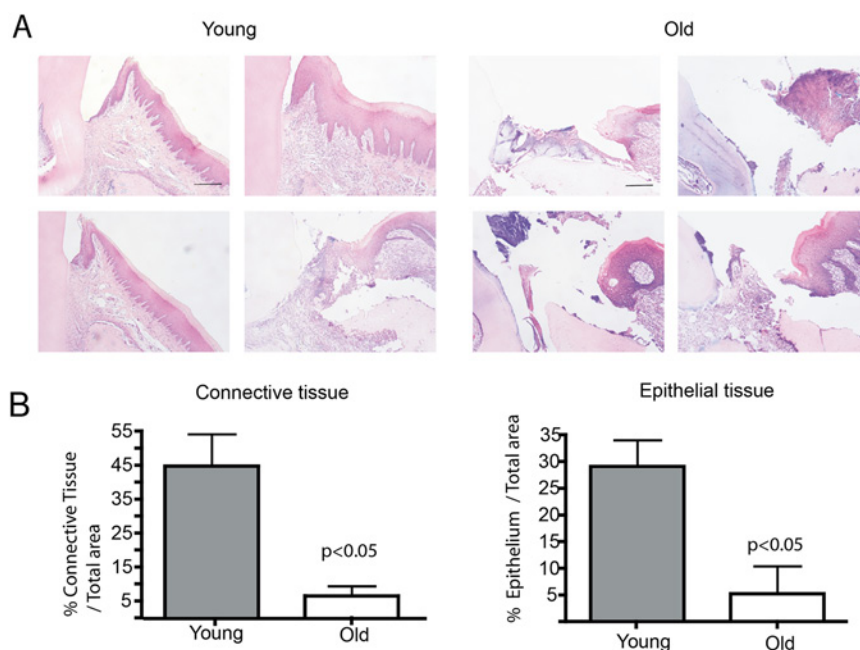 A
Young
Old
B
Connective tissue
% Connective Tissue
/ Total area
55
45
35
25
15
5
p<0.05
Young
Old
Epithelial tissue
% Epithelium / Total area
35
30
25
20
15
10
5
p<0.05
Young
Old